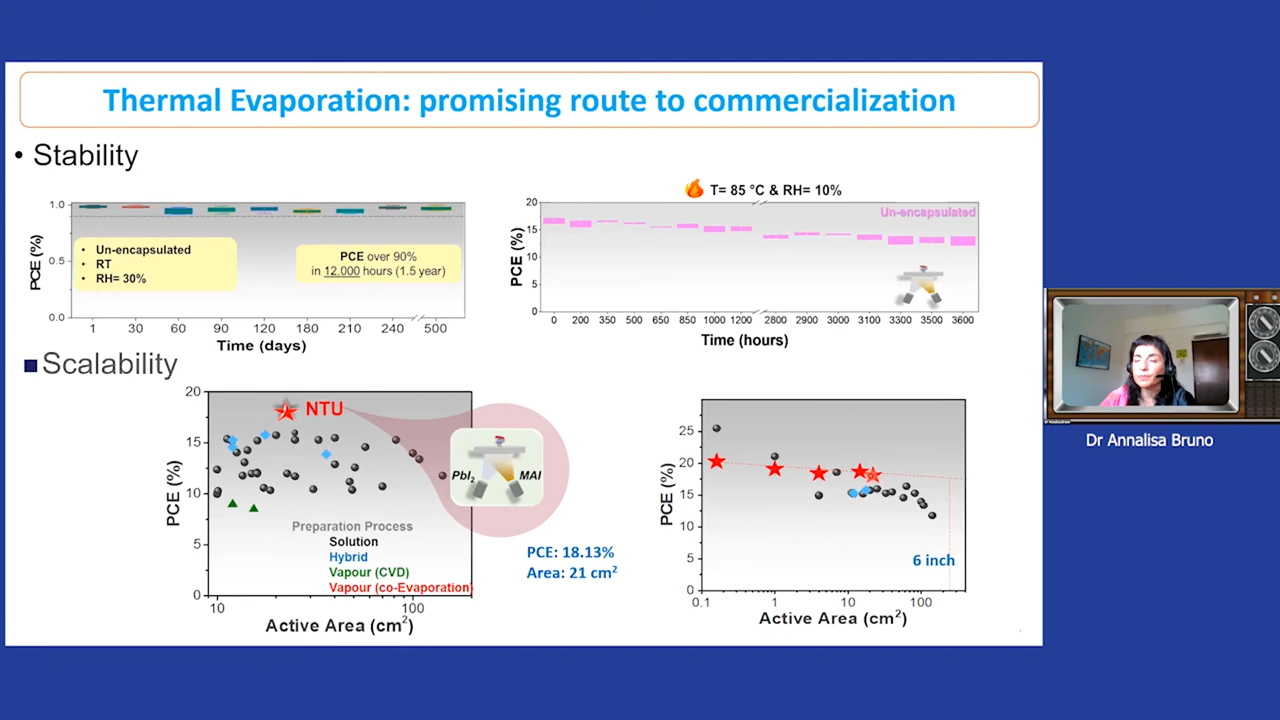 Thermal Evaporation: promising route to commercialization
• Stability
PCE (%)
1.0
0.5
0.0
• Un-encapsulated
• RT
• RH= 30%
PCE over 90%
in 12,000 hours (1.5 year)
1 30 60 90 120 180 210 240 500
Time (days)
T= 85 °C & RH= 10%
PCE (%)
20
15
10
5
0
Un-encapsulated
0 200 350 500 650 850 1000 1200 2800 2900 3000 3100 3300 3500 3600
Time (hours)
Scalability
PCE (%)
20
15
10
5
0
NTU
PbI2 MAI
Preparation Process
Solution
Hybrid
Vapour (CVD)
Vapour (co-Evaporation)
10 100
Active Area (cm2)
PCE: 18.13%
Area: 21 cm2
PCE (%)
25
20
15
10
5
0
6 inch
0.1 1 10 100
Active Area (cm2)
Dr Annalisa Bruno